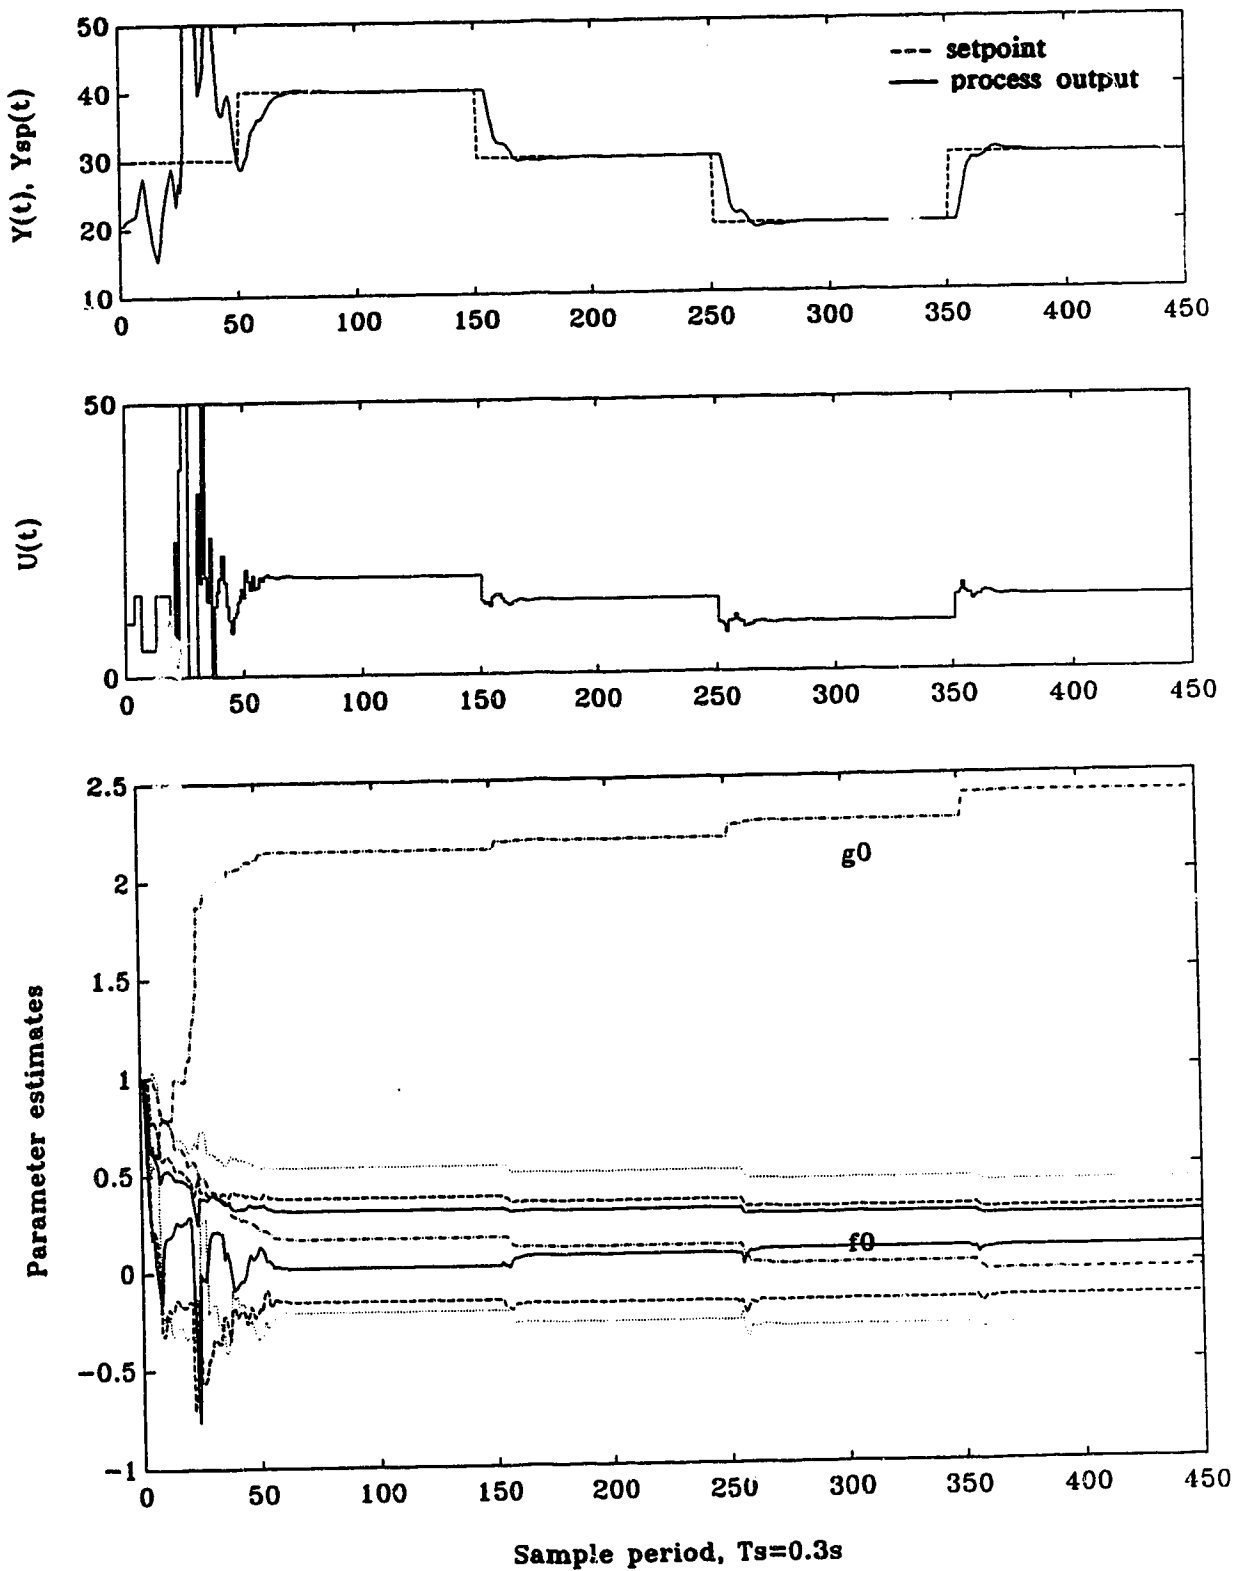 50
40
30
20
10
Y(t), Ysp(t)
setpoint
process output
0 50 100 150 200 250 300 350 400 450
50
0
U(t)
0 50 100 150 200 250 300 350 400 450
2.5
2
1.5
1
0.5
0
−0.5
−1
Parameter estimates
g0
f0
0 50 100 150 200 250 300 350 400 450
Sample period, Ts=0.3s